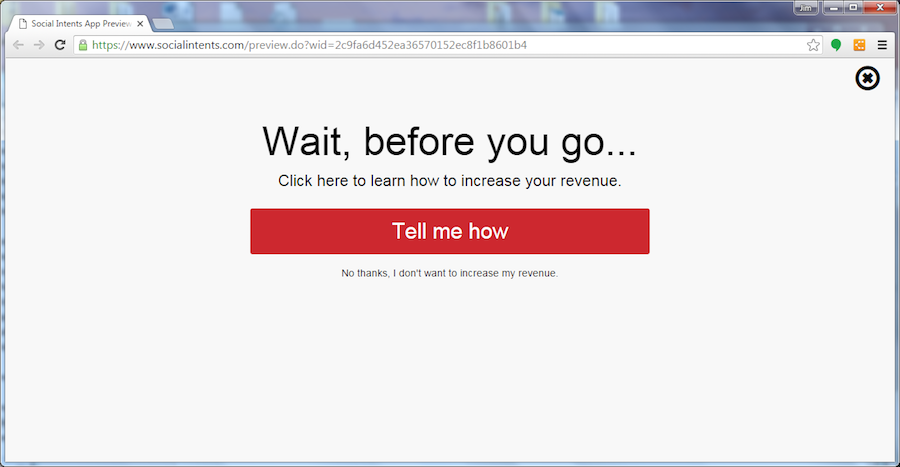 Jim
Social Intents App Preview
https://www.socialintents.com/preview.do?wid=2c9fa6d452ea36570152ec8f1b8601b4
Wait, before you go...
Click here to learn how to increase your revenue.
Tell me how
No thanks, I don't want to increase my revenue.